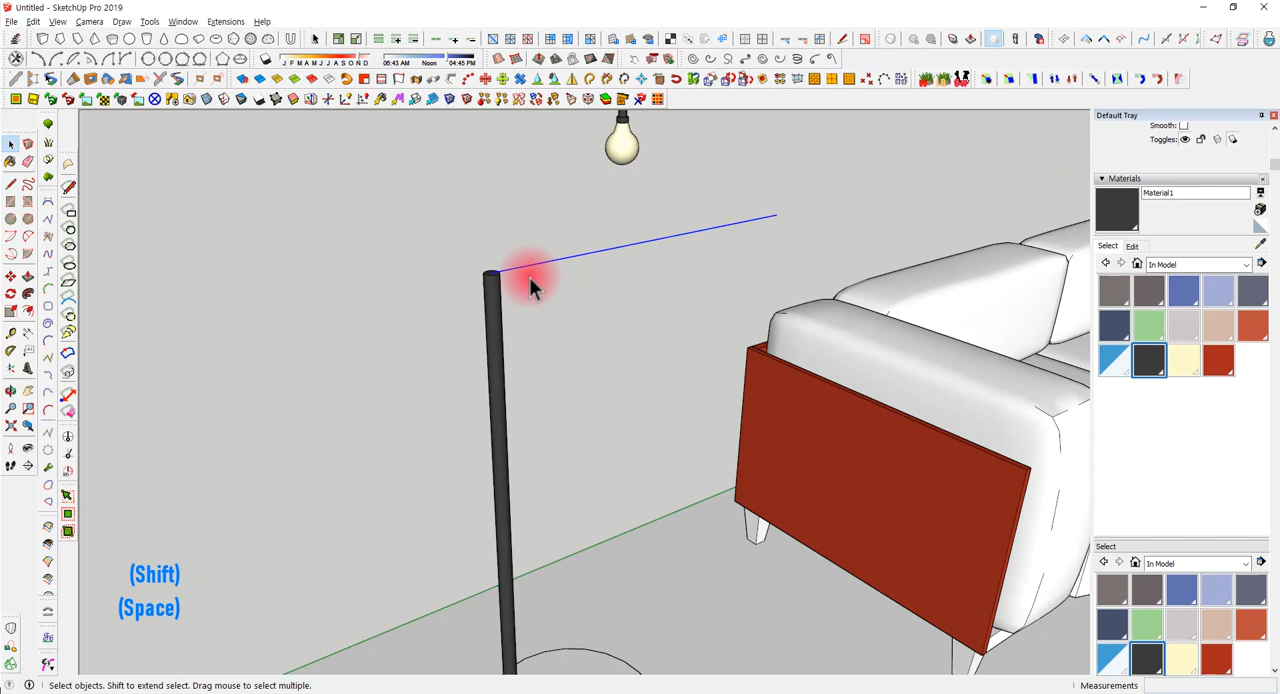 Untitled - SketchUp Pro 2019
File Edit View Camera Draw Tools Window Extensions Help
J F M A M J J A S O N D 06:43 AM Noon 04:45 PM
Default Tray
Smooth:
Toggles:
Materials
Material1
Select Edit
In Model
(Shift)
(Space)
Select
In Model
Select objects. Shift to extend select. Drag mouse to select multiple.
Measurements